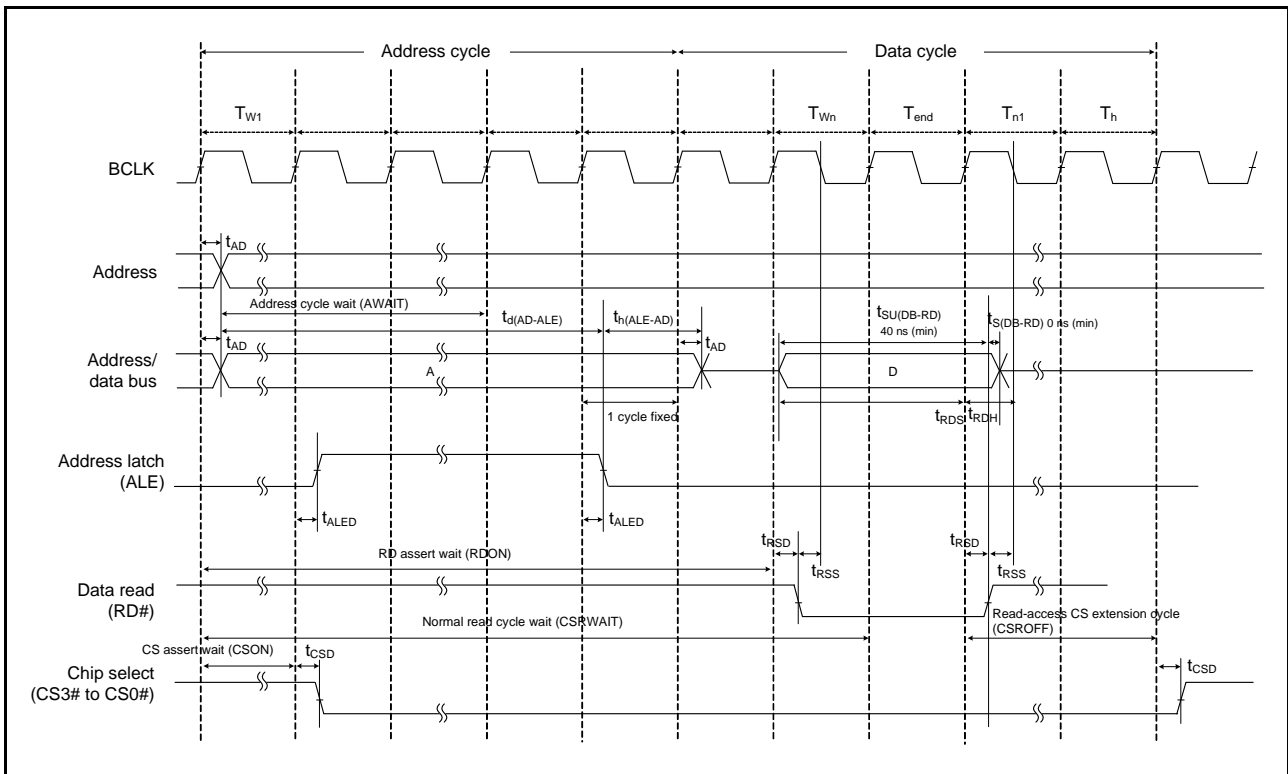 Address cycle
Data cycle
TW1
TWn
Tend
Tn1
Th
BCLK
tAD
Address
Address cycle wait (AWAIT)
td(AD-ALE)
th(ALE-AD)
tSU(DB-RD)
40 ns (min)
tS(DB-RD) 0 ns (min)
tAD
tAD
Address/
data bus
A
D
1 cycle fixed
tRDS
tRDH
Address latch
(ALE)
tALED
tALED
RD assert wait (RDON)
tRSD
tRSS
tRSD
tRSS
Data read
(RD#)
Normal read cycle wait (CSRWAIT)
Read-access CS extension cycle
(CSROFF)
CS assert wait (CSON)
tCSD
tCSD
Chip select
(CS3# to CS0#)